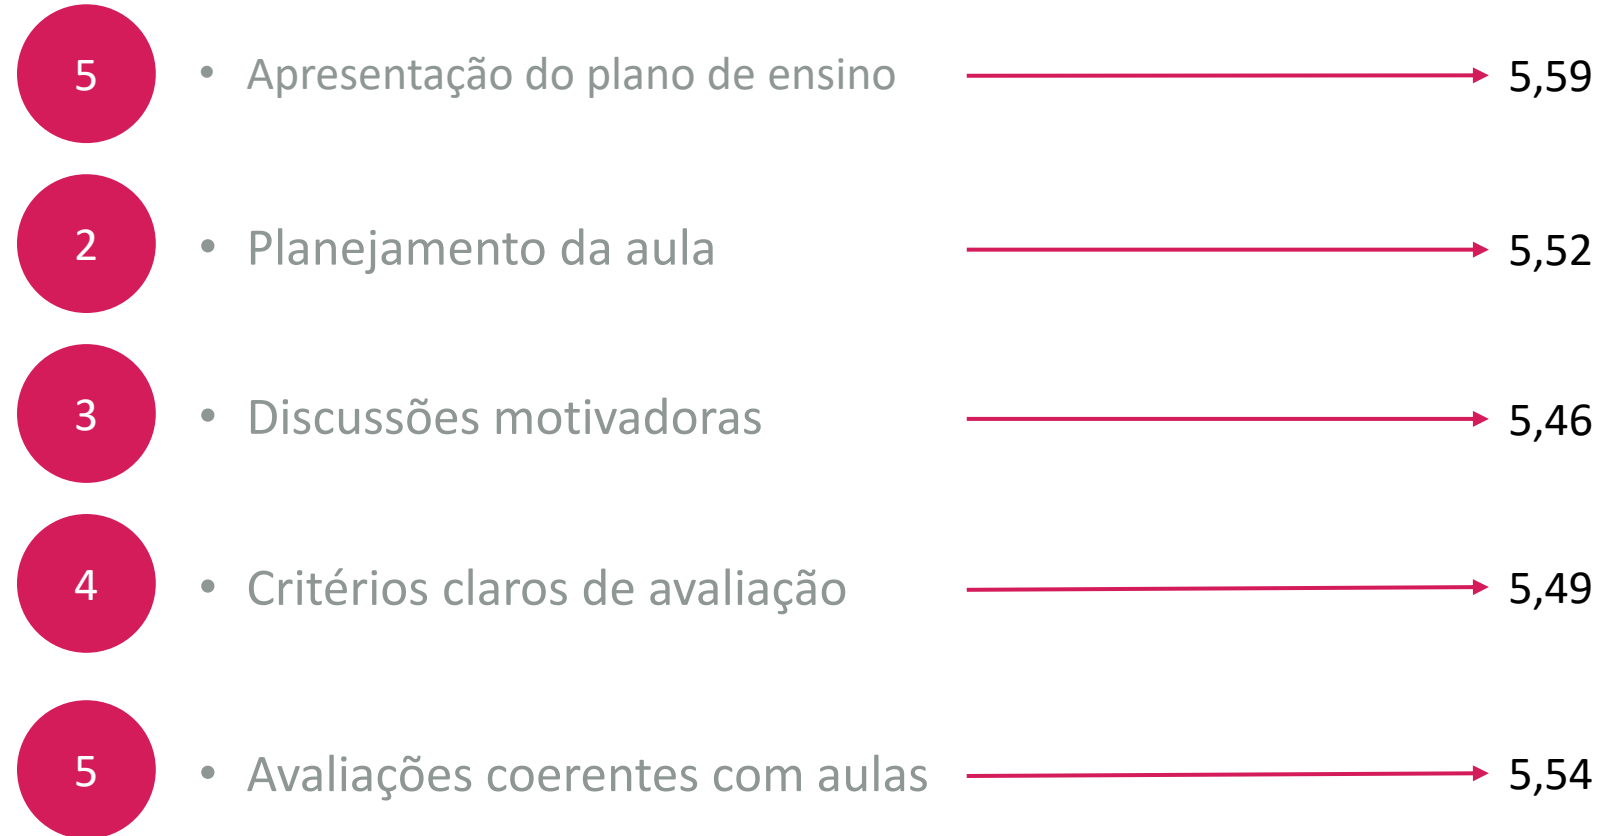 5 • Apresentação do plano de ensino 5,59
2 • Planejamento da aula 5,52
3 • Discussões motivadoras 5,46
4 • Critérios claros de avaliação 5,49
5 • Avaliações coerentes com aulas 5,54